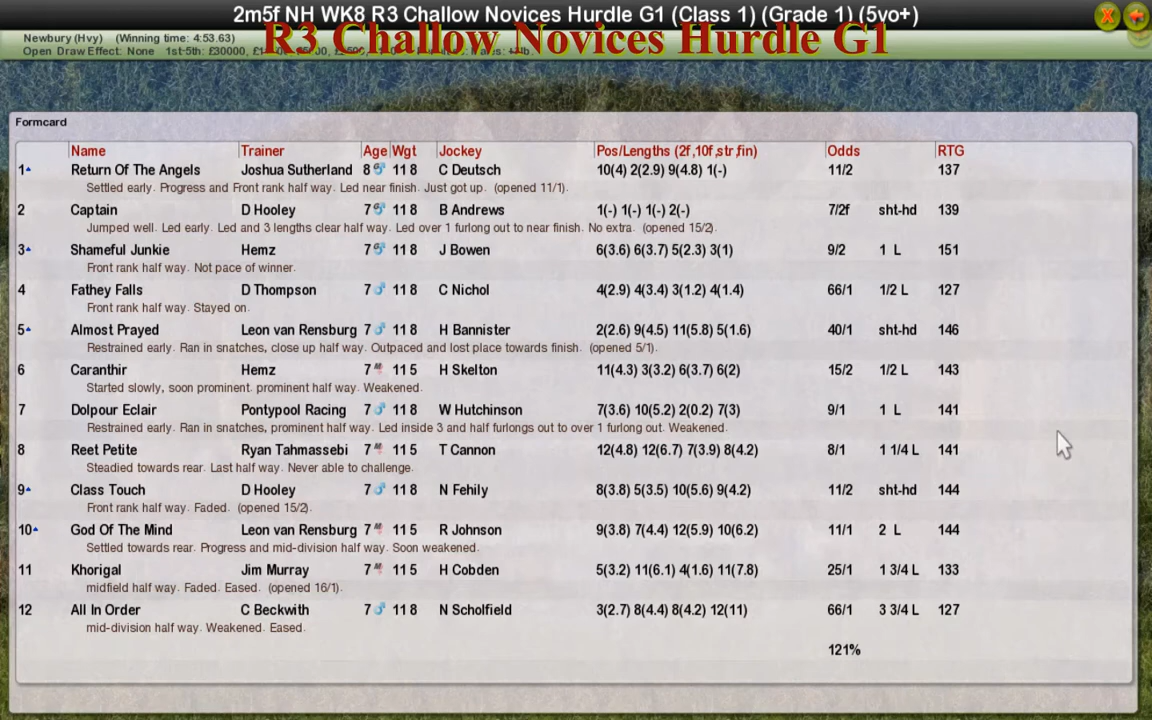 2m5f NH WK8 R3 Challow Novices Hurdle G1 (Class 1) (Grade 1) (5yo+)
R3 Challow Novices Hurdle G1
Newbury (Hvy) (Winning time: 4:53.63)
Open Draw Effect: None 1st-5th: £30000,
Formcard
Name Trainer Age Wgt Jockey Pos/Lengths (2f,10f,str,fin) Odds RTG
1 Return Of The Angels Joshua Sutherland 8 11 8 C Deutsch 10(4) 2(2.9) 9(4.8) 1(-) 11/2 137
Settled early. Progress and Front rank half way. Led near finish. Just got up. (opened 11/1).
2 Captain D Hooley 7 11 8 B Andrews 1(-) 1(-) 1(-) 2(-) 7/2f sht-hd 139
Jumped well. Led early. Led and 3 lengths clear half way. Led over 1 furlong out to near finish. No extra. (opened 15/2).
3 Shameful Junkie Hemz 7 11 8 J Bowen 6(3.6) 6(3.7) 5(2.3) 3(1) 9/2 1 L 151
Front rank half way. Not pace of winner.
4 Fathey Falls D Thompson 7 11 8 C Nichol 4(2.9) 4(3.4) 3(1.2) 4(1.4) 66/1 1/2 L 127
Front rank half way. Stayed on.
5 Almost Prayed Leon van Rensburg 7 11 8 H Bannister 2(2.6) 9(4.5) 11(5.8) 5(1.6) 40/1 sht-hd 146
Restrained early. Ran in snatches, close up half way. Outpaced and lost place towards finish. (opened 5/1).
6 Caranthir Hemz 7 11 5 H Skelton 11(4.3) 3(3.2) 6(3.7) 6(2) 15/2 1/2 L 143
Started slowly, soon prominent. prominent half way. Weakened.
7 Dolpour Eclair Pontypool Racing 7 11 8 W Hutchinson 7(3.6) 10(5.2) 2(0.2) 7(3) 9/1 1 L 141
Restrained early. Ran in snatches, prominent half way. Led inside 3 and half furlongs out to over 1 furlong out. Weakened.
8 Reet Petite Ryan Tahmassebi 7 11 5 T Cannon 12(4.8) 12(6.7) 7(3.9) 8(4.2) 8/1 1 1/4 L 141
Steadied towards rear. Last half way. Never able to challenge.
9 Class Touch D Hooley 7 11 8 N Fehily 8(3.8) 5(3.5) 10(5.6) 9(4.2) 11/2 sht-hd 144
Front rank half way. Faded. (opened 15/2).
10 God Of The Mind Leon van Rensburg 7 11 5 R Johnson 9(3.8) 7(4.4) 12(5.9) 10(6.2) 11/1 2 L 144
Settled towards rear. Progress and mid-division half way. Soon weakened.
11 Khorigal Jim Murray 7 11 5 H Cobden 5(3.2) 11(6.1) 4(1.6) 11(7.8) 25/1 1 3/4 L 133
midfield half way. Faded. Eased. (opened 16/1).
12 All In Order C Beckwith 7 11 8 N Scholfield 3(2.7) 8(4.4) 8(4.2) 12(11) 66/1 3 3/4 L 127
mid-division half way. Weakened. Eased.
121%